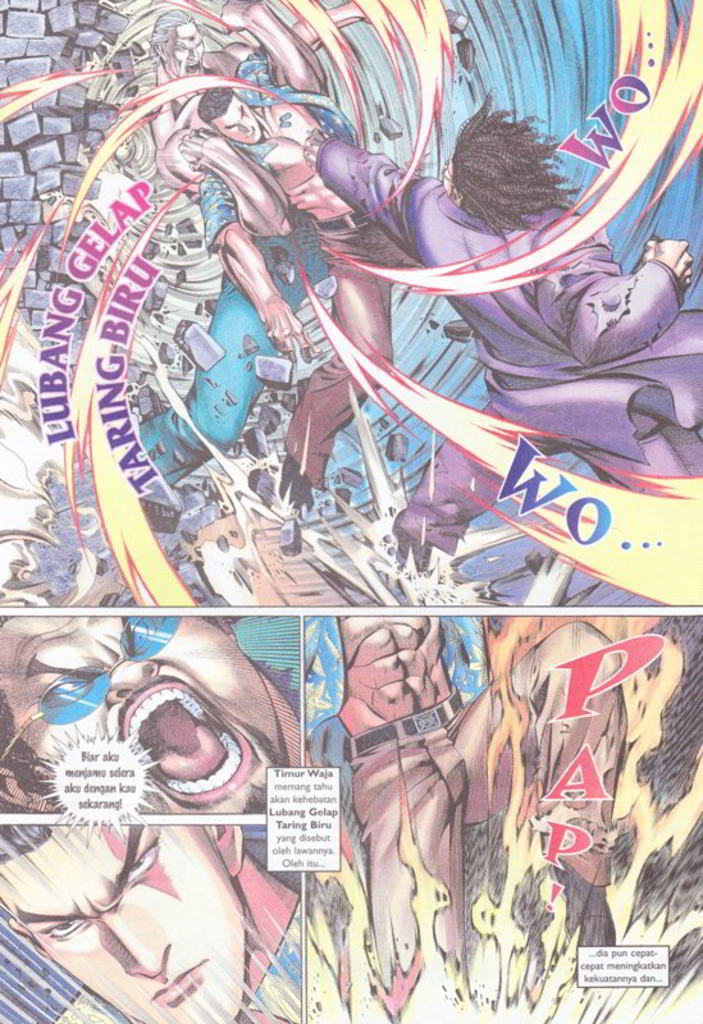 WO...
LUBANG GELAP
TARING BIRU
WO...
Biar aku
menjamu selera
aku dengan kau
sekarang!
Timur Waja
memang tahu
akan kehebatan
Lubang Gelap
Taring Biru
yang disebut
oleh lawannya.
Oleh itu...
PAP!
...dia pun cepat-
cepat meningkatkan
kekuatannya dan...